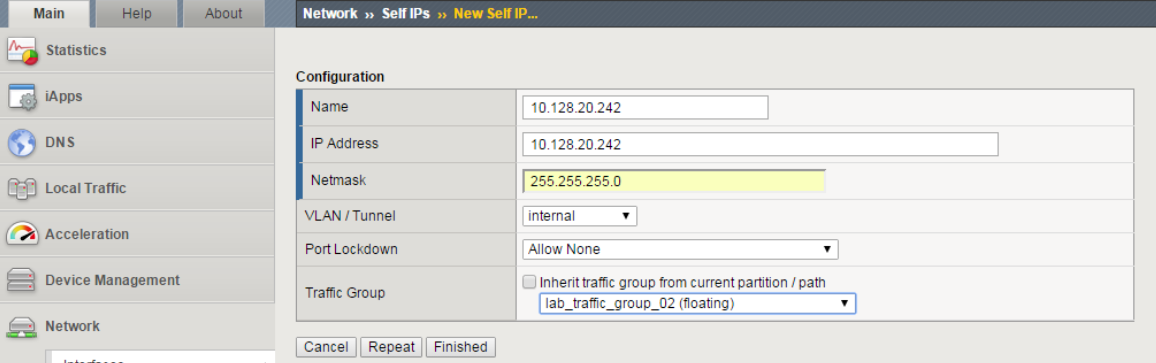 Main Help About
Network ›› Self IPs ›› New Self IP...
Statistics
iApps
DNS
Local Traffic
Acceleration
Device Management
Network
Interfaces
Configuration
Name 10.128.20.242
IP Address 10.128.20.242
Netmask 255.255.255.0
VLAN / Tunnel internal
Port Lockdown Allow None
Traffic Group Inherit traffic group from current partition / path
lab_traffic_group_02 (floating)
Cancel Repeat Finished